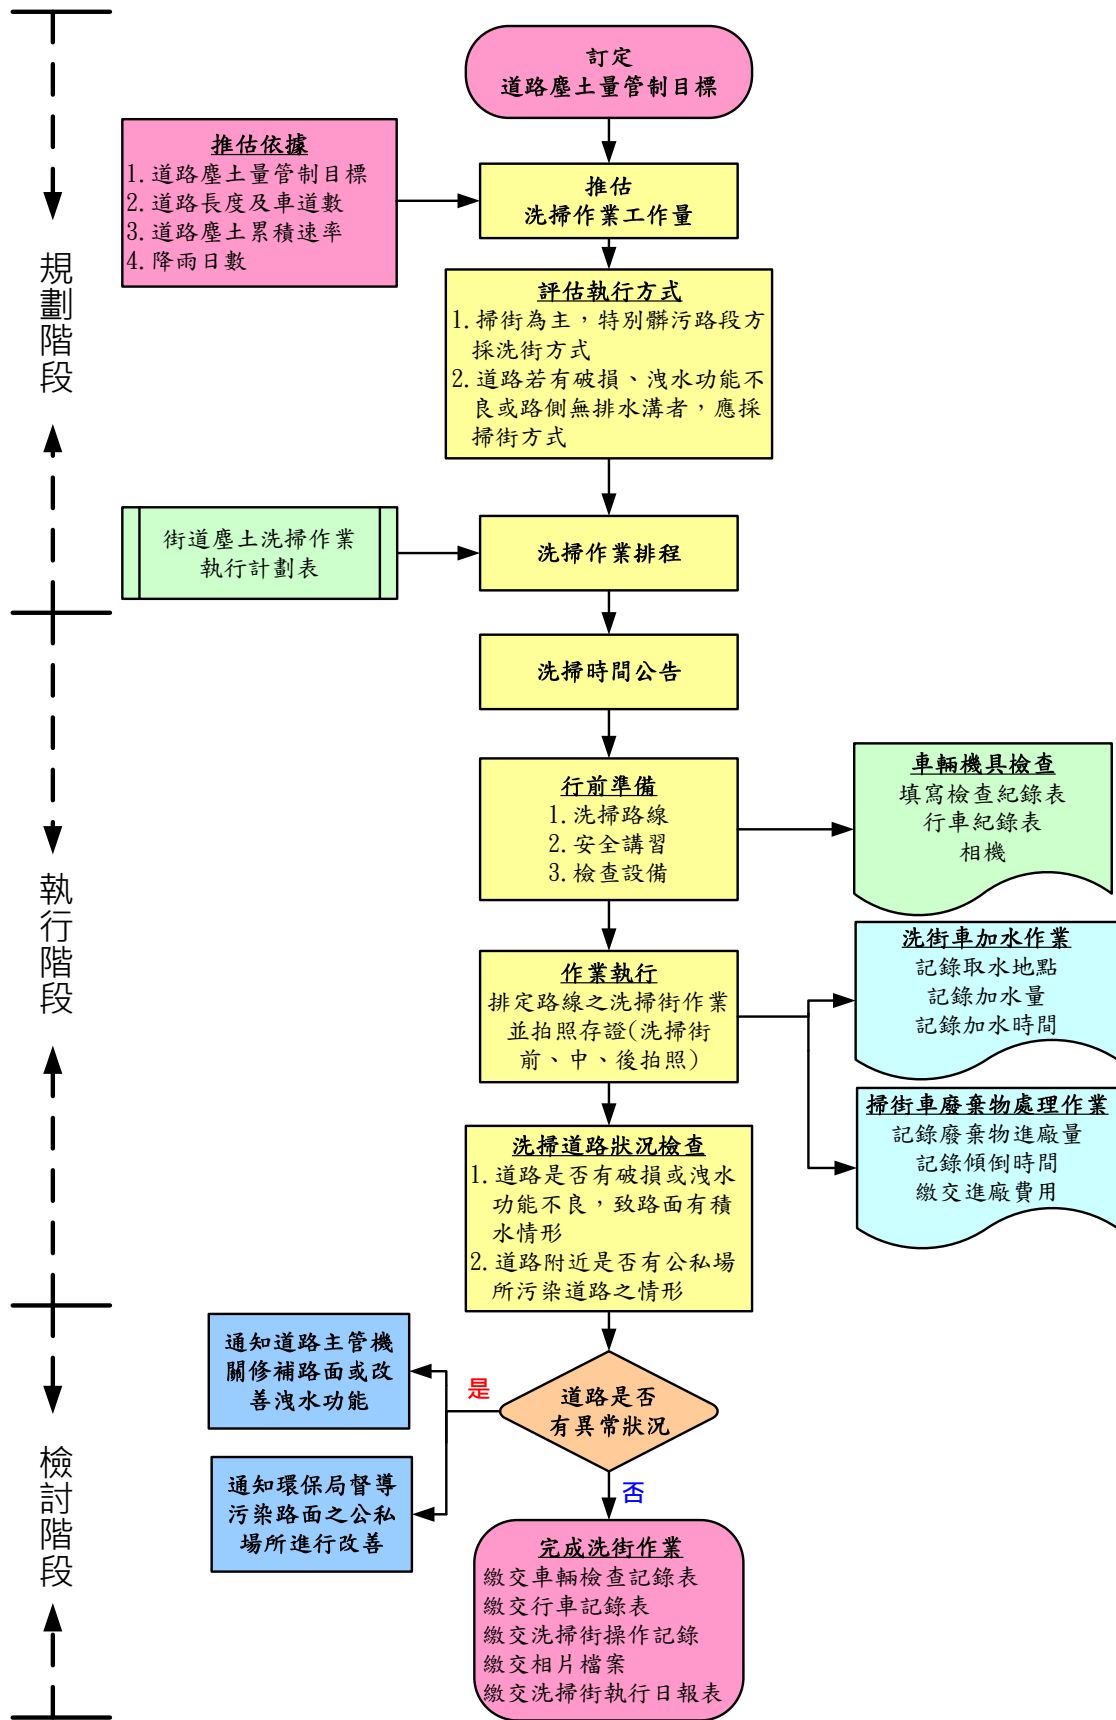 訂定
道路塵土量管制目標
推估依據
1.道路塵土量管制目標
2.道路長度及車道數
3.道路塵土累積速率
4.降雨日數
推估
洗掃作業工作量
規劃階段
評估執行方式
1.掃街為主，特別髒污路段方
採洗街方式
2.道路若有破損、洩水功能不
良或路側無排水溝者，應採
掃街方式
街道塵土洗掃作業
執行計劃表
洗掃作業排程
洗掃時間公告
行前準備
1.洗掃路線
2.安全講習
3.檢查設備
車輛機具檢查
填寫檢查紀錄表
行車紀錄表
相機
執行階段
作業執行
排定路線之洗掃街作業
並拍照存證(洗掃街
前、中、後拍照)
洗街車加水作業
記錄取水地點
記錄加水量
記錄加水時間
掃街車廢棄物處理作業
記錄廢棄物進廠量
記錄傾倒時間
繳交進廠費用
洗掃道路狀況檢查
1.道路是否有破損或洩水
功能不良，致路面有積
水情形
2.道路附近是否有公私場
所污染道路之情形
通知道路主管機
關修補路面或改
善洩水功能
是
道路是否
有異常狀況
檢討階段
通知環保局督導
污染路面之公私
場所進行改善
否
完成洗街作業
繳交車輛檢查記錄表
繳交行車記錄表
繳交洗掃街操作記錄
繳交相片檔案
繳交洗掃街執行日報表